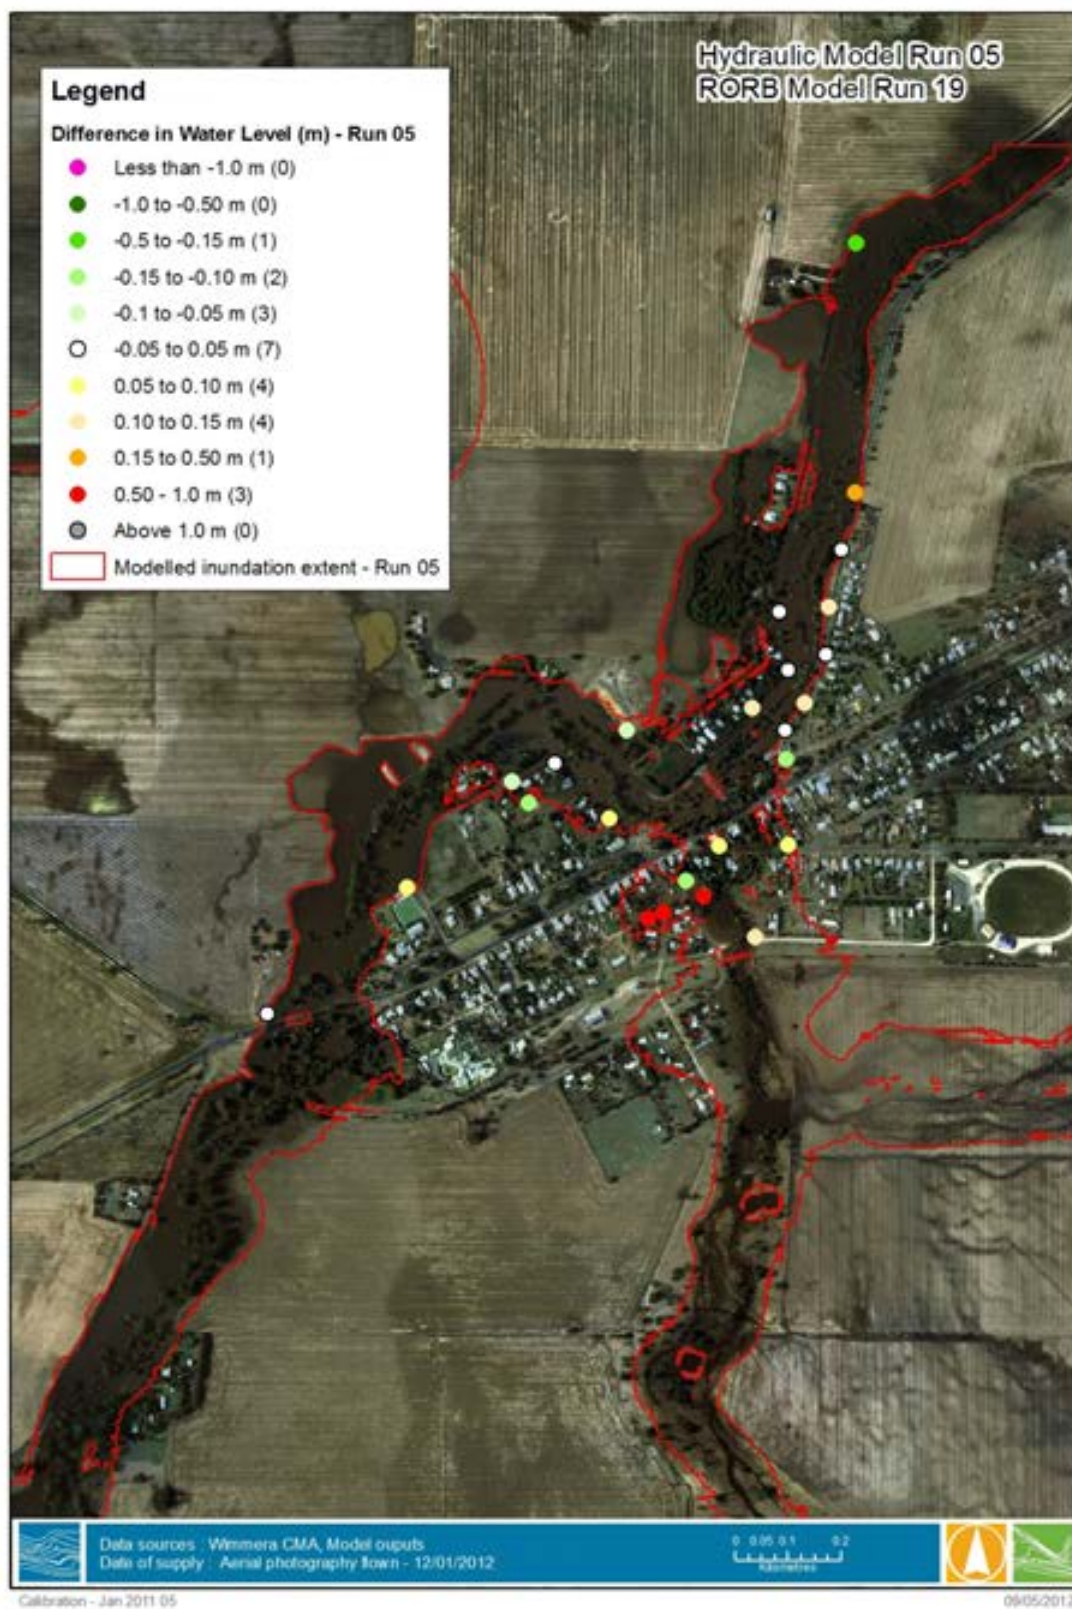 Hydraulic Model Run 05
RORB Model Run 19
Legend
Difference in Water Level (m) - Run 05
Less than -1.0 m (0)
-1.0 to -0.50 m (0)
-0.5 to -0.15 m (1)
-0.15 to -0.10 m (2)
-0.1 to -0.05 m (3)
-0.05 to 0.05 m (7)
0.05 to 0.10 m (4)
0.10 to 0.15 m (4)
0.15 to 0.50 m (1)
0.50 - 1.0 m (3)
Above 1.0 m (0)
Modelled inundation extent - Run 05
Data sources : Wimmera CMA, Model ouputs
Date of supply : Aerial photography flown - 12/01/2012
0 0.05 0.1 0.2
Kilometres
Calibration - Jan 2011 05
09/05/2012